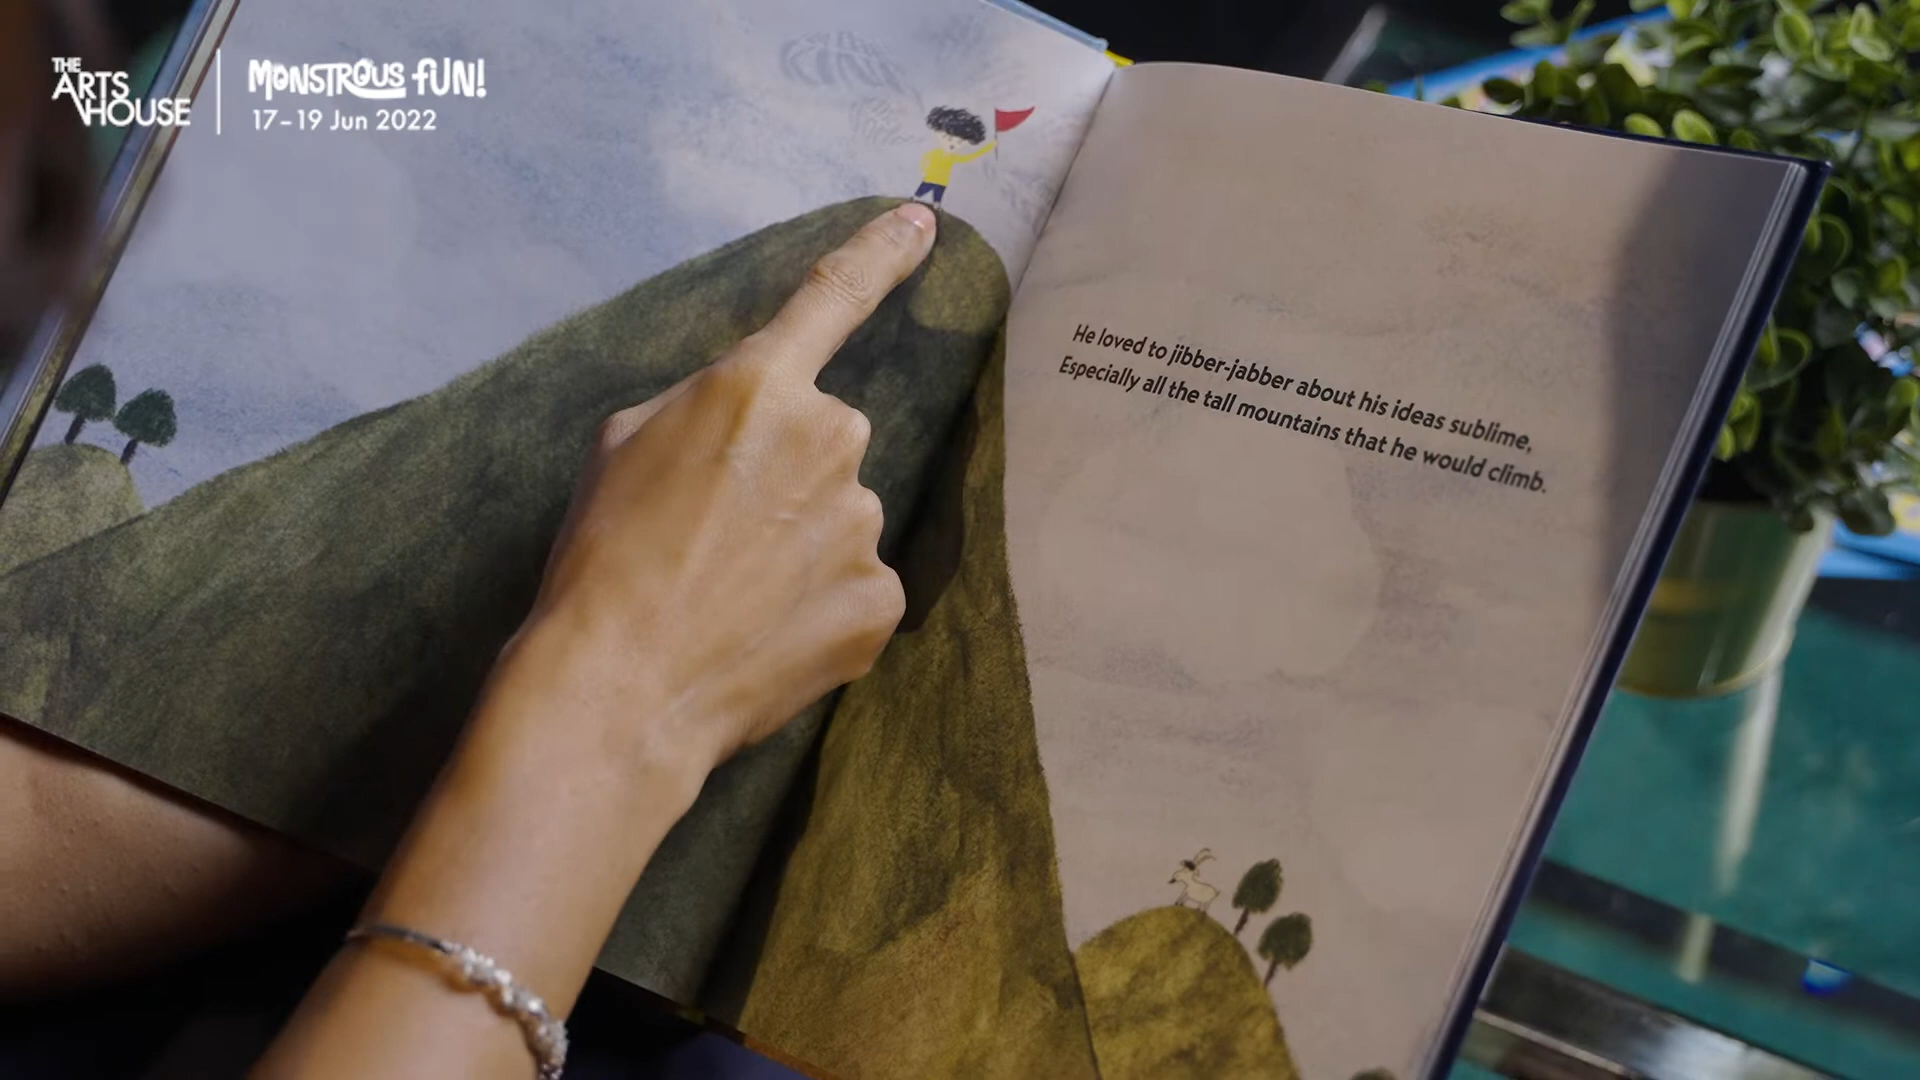 THE
ARTS
HOUSE
MONSTROUS FUN!
17–19 Jun 2022
He loved to jibber-jabber about his ideas sublime,
Especially all the tall mountains that he would climb.